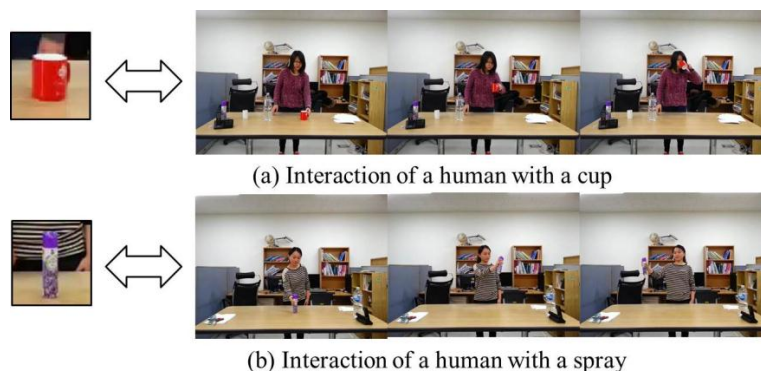 (a) Interaction of a human with a cup
(b) Interaction of a human with a spray